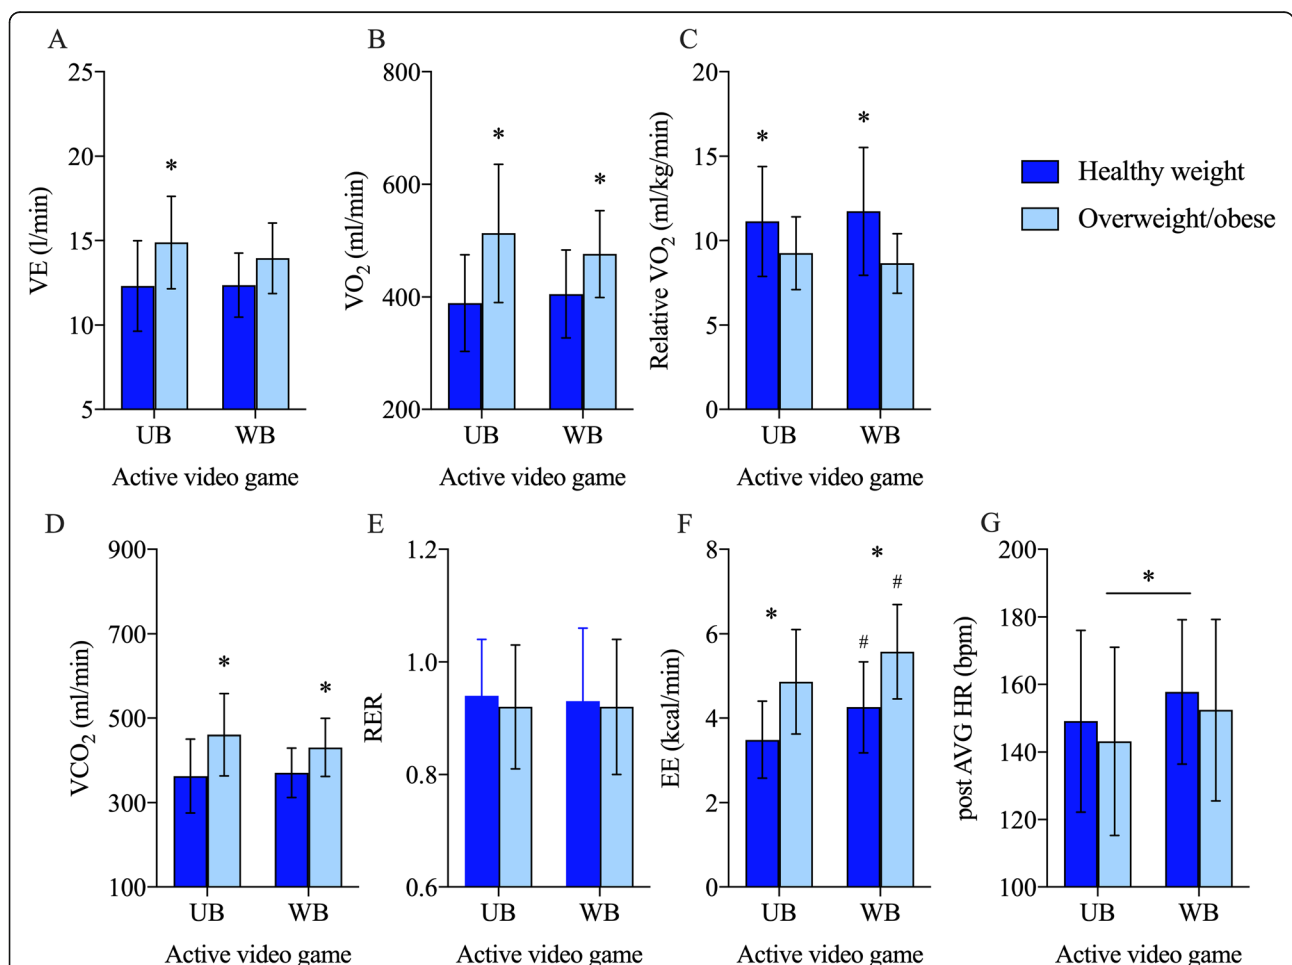 A
25
20
15
10
5
VE (l/min)
*
UB
WB
Active video game
B
800
600
400
200
VO2 (ml/min)
*
*
UB
WB
Active video game
C
20
15
10
5
0
Relative VO2 (ml/kg/min)
*
*
UB
WB
Active video game
Healthy weight
Overweight/obese
D
900
700
500
300
100
VCO2 (ml/min)
*
*
UB
WB
Active video game
E
1.2
1.0
0.8
0.6
RER
UB
WB
Active video game
F
8
6
4
2
0
EE (kcal/min)
*
*
#
#
UB
WB
Active video game
G
200
180
160
140
120
100
post AVG HR (bpm)
*
UB
WB
Active video game